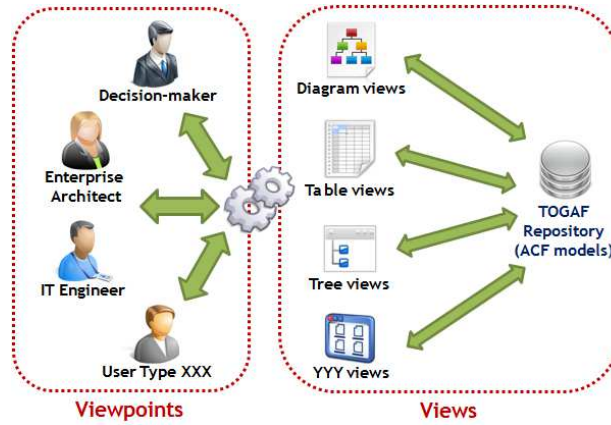 Decision-maker
Enterprise
Architect
IT Engineer
User Type XXX
Viewpoints
Diagram views
Table views
Tree views
YYY views
TOGAF
Repository
(ACF models)
Views